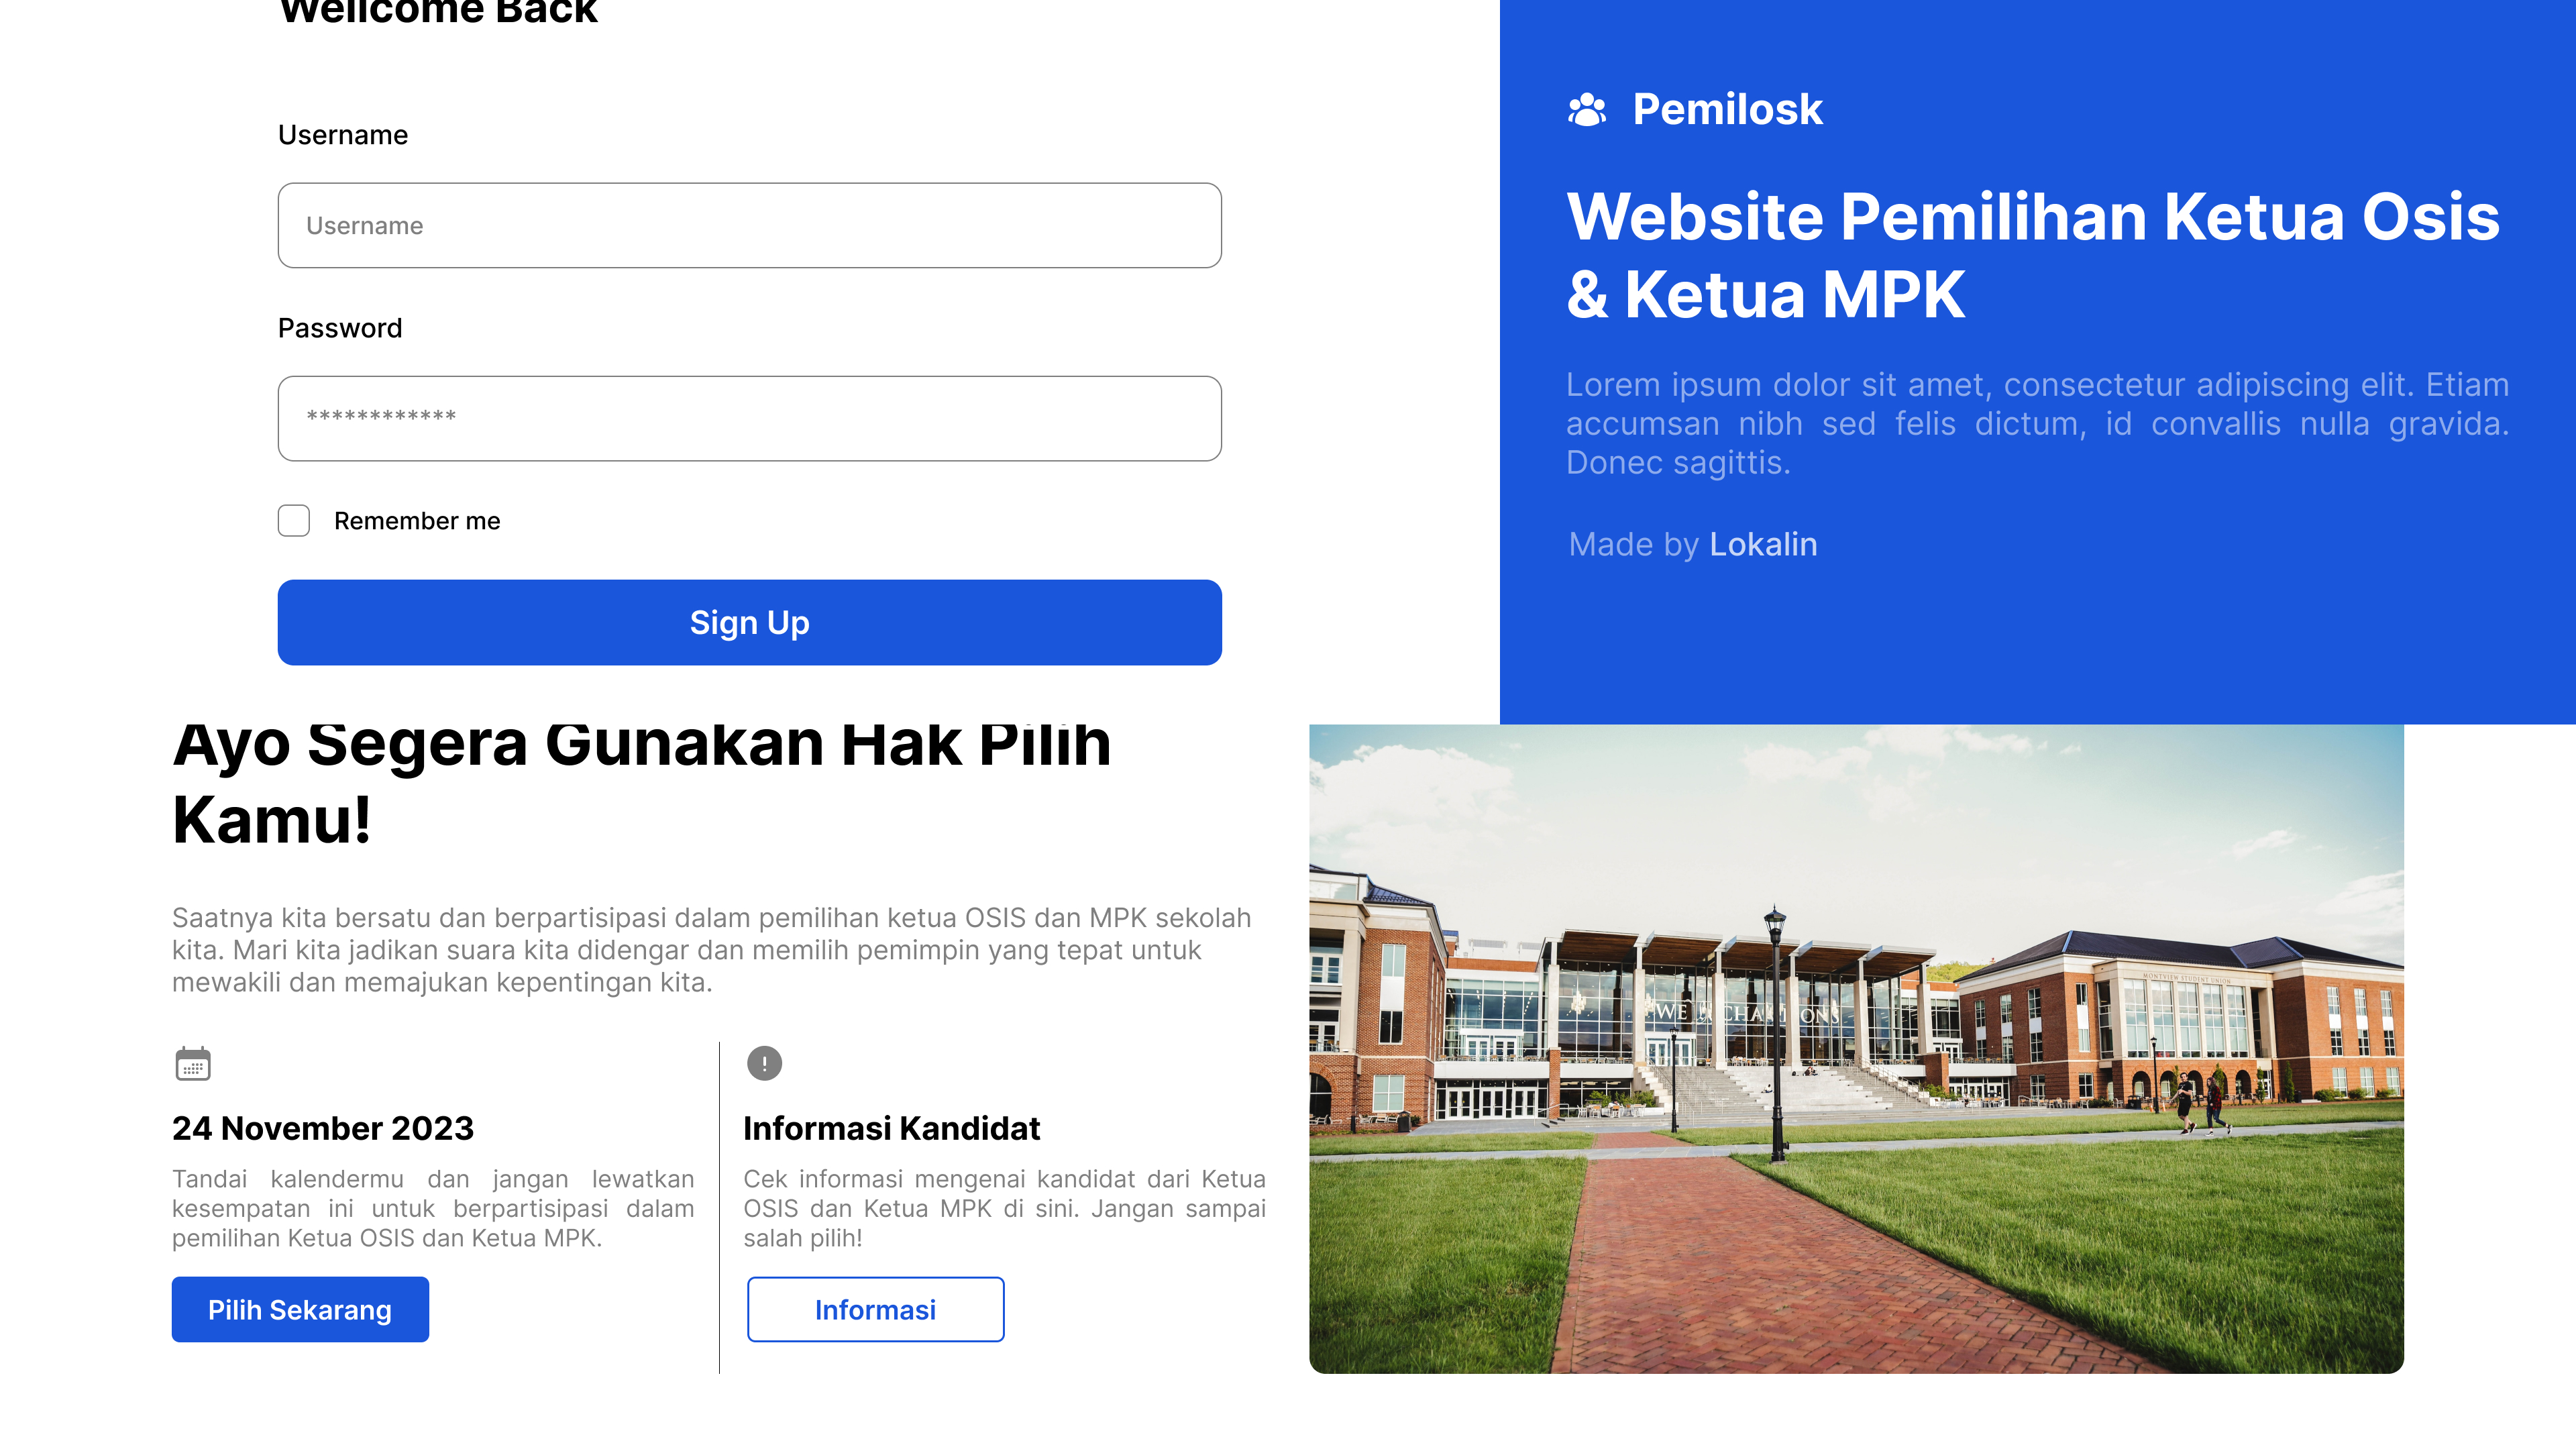 Wellcome Back
Username
Username
Password
************
Remember me
Sign Up
Pemilosk
Website Pemilihan Ketua Osis
& Ketua MPK
Lorem ipsum dolor sit amet, consectetur adipiscing elit. Etiam
accumsan nibh sed felis dictum, id convallis nulla gravida.
Donec sagittis.
Made by Lokalin
Ayo Segera Gunakan Hak Pilih
Kamu!
Saatnya kita bersatu dan berpartisipasi dalam pemilihan ketua OSIS dan MPK sekolah
kita. Mari kita jadikan suara kita didengar dan memilih pemimpin yang tepat untuk
mewakili dan memajukan kepentingan kita.
24 November 2023
Tandai kalendermu dan jangan lewatkan
kesempatan ini untuk berpartisipasi dalam
pemilihan Ketua OSIS dan Ketua MPK.
Pilih Sekarang
Informasi Kandidat
Cek informasi mengenai kandidat dari Ketua
OSIS dan Ketua MPK di sini. Jangan sampai
salah pilih!
Informasi
MONTVIEW STUDENT UNION
WE